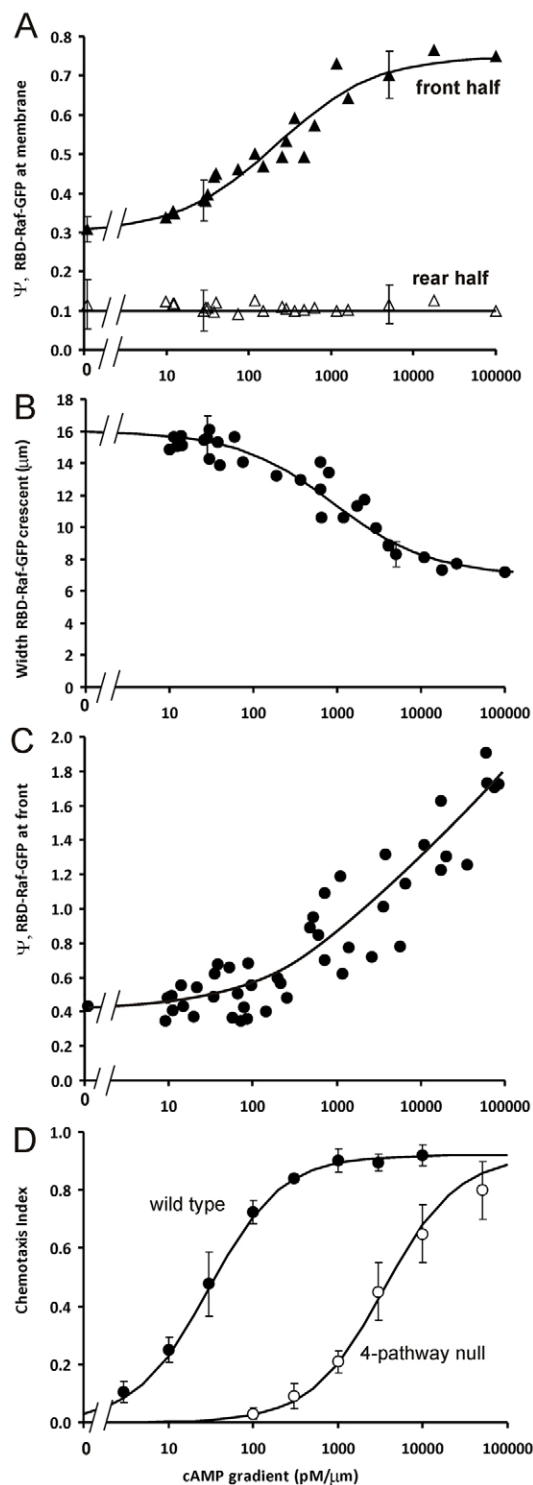 A
0.8
0.7
0.6
0.5
0.4
0.3
0.2
0.1
0.0
Ψ, RBD-Raf-GFP at membrane
front half
rear half
0 10 100 1000 10000 100000
B
18
16
14
12
10
8
6
4
2
0
Width RBD-Raf-GFP crescent (μm)
0 10 100 1000 10000 100000
C
2.0
1.8
1.6
1.4
1.2
1.0
0.8
0.6
0.4
0.2
0.0
Ψ, RBD-Raf-GFP at front
0 10 100 1000 10000 100000
D
1.0
0.8
0.6
0.4
0.2
0.0
Chemotaxis Index
wild type
4-pathway null
0 10 100 1000 10000 100000
cAMP gradient (pM/μm)